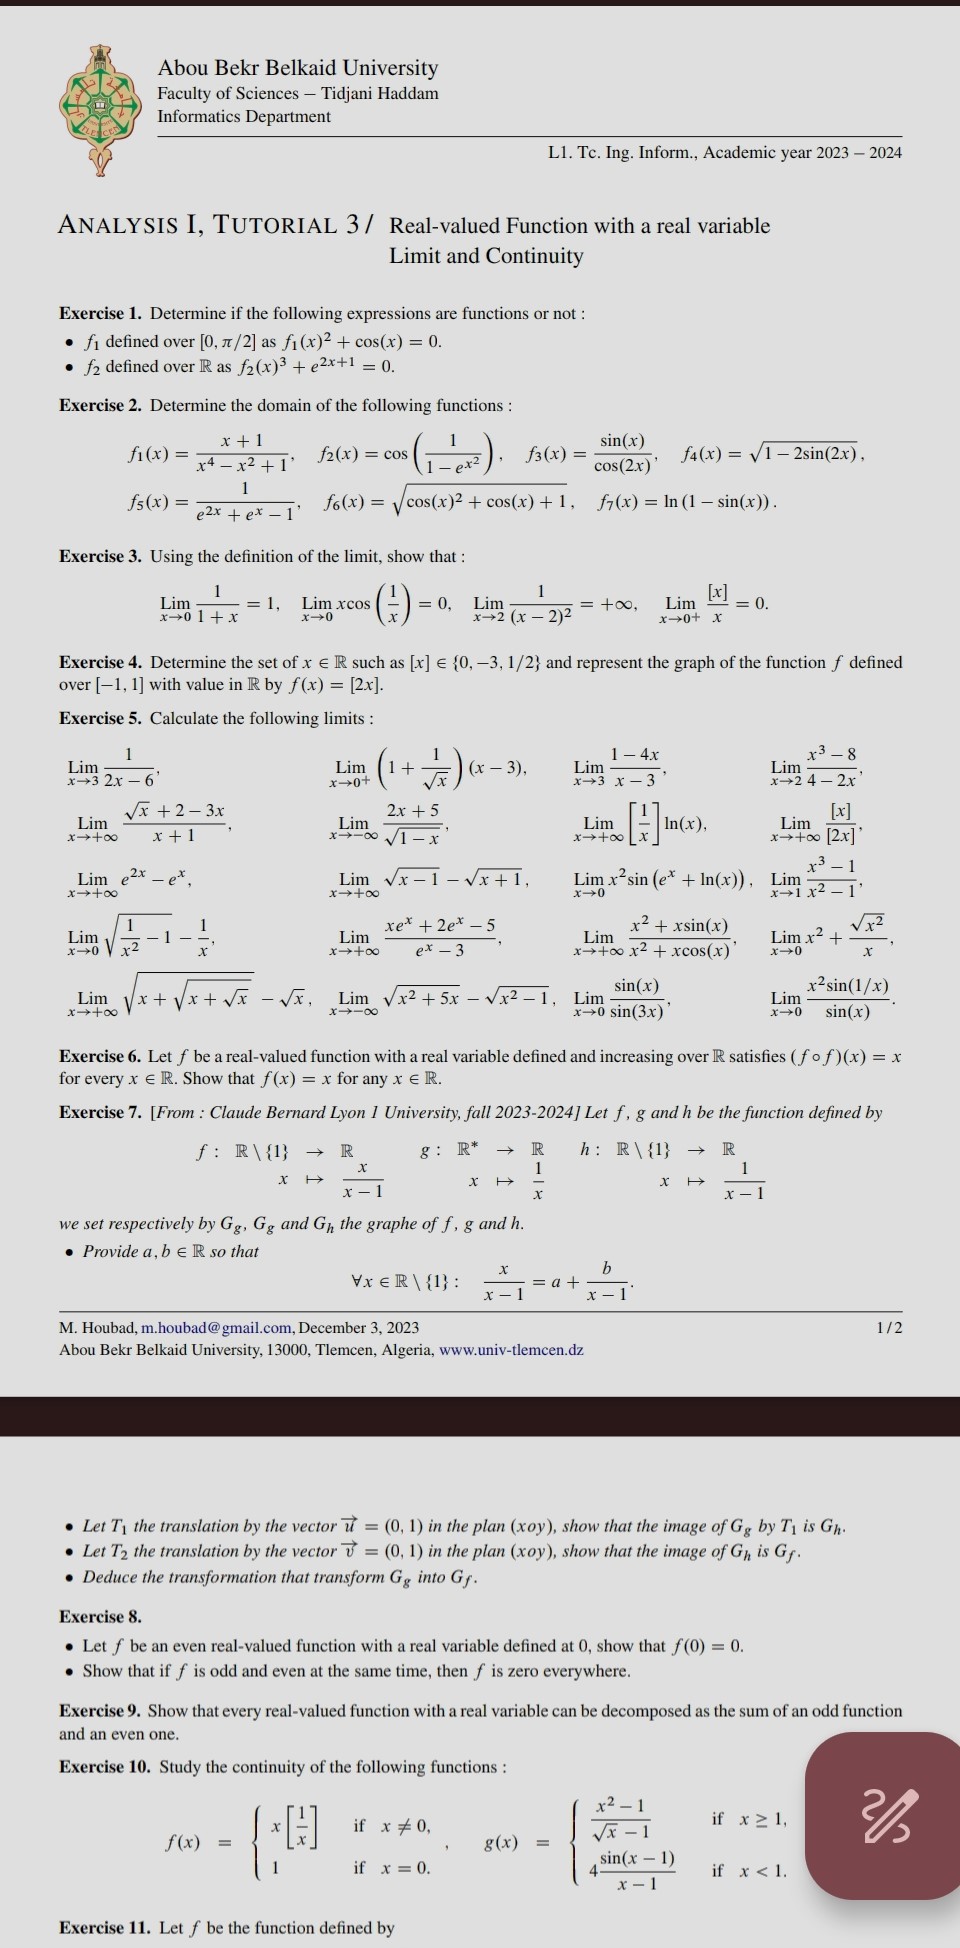 Abou Bekr Belkaid University
Faculty of Sciences – Tidjani Haddam
Informatics Department
L1. Tc. Ing. Inform., Academic year 2023 – 2024
ANALYSIS I, TUTORIAL 3 / Real-valued Function with a real variable
Limit and Continuity
Exercise 1. Determine if the following expressions are functions or not :
• f₁ defined over [0, π/2] as f₁(x)² + cos(x) = 0.
• f₂ defined over ℝ as f₂(x)³ + e^{2x+1} = 0.
Exercise 2. Determine the domain of the following functions :
f₁(x) = (x + 1)/(x⁴ − x² + 1), f₂(x) = cos(1/(1 − e^{x²})), f₃(x) = sin(x)/cos(2x), f₄(x) = √(1 − 2sin(2x)),
f₅(x) = 1/(e^{2x} + e^x − 1), f₆(x) = √(cos(x)² + cos(x) + 1), f₇(x) = ln (1 − sin(x)).
Exercise 3. Using the definition of the limit, show that :
Lim_{x→0} 1/(1 + x) = 1, Lim_{x→0} xcos(1/x) = 0, Lim_{x→2} 1/(x − 2)² = +∞, Lim_{x→0+} [x]/x = 0.
Exercise 4. Determine the set of x ∈ ℝ such as [x] ∈ {0, −3, 1/2} and represent the graph of the function f defined
over [−1, 1] with value in ℝ by f(x) = [2x].
Exercise 5. Calculate the following limits :
Lim_{x→3} 1/(2x − 6), Lim_{x→0+} (1 + 1/√x)(x − 3), Lim_{x→3} (1 − 4x)/(x − 3), Lim_{x→2} (x³ − 8)/(4 − 2x),
Lim_{x→+∞} (√x + 2 − 3x)/(x + 1), Lim_{x→−∞} (2x + 5)/√(1 − x), Lim_{x→+∞} [1/x] ln(x), Lim_{x→+∞} [x]/[2x],
Lim_{x→+∞} e^{2x} − e^x, Lim_{x→+∞} √(x − 1) − √(x + 1), Lim_{x→0} x²sin (e^x + ln(x)), Lim_{x→1} (x³ − 1)/(x² − 1),
Lim_{x→0} √(1/x² − 1) − 1/x, Lim_{x→+∞} (xe^x + 2e^x − 5)/(e^x − 3), Lim_{x→+∞} (x² + xsin(x))/(x² + xcos(x)), Lim_{x→0} x² + √(x²)/x,
Lim_{x→+∞} √(x + √(x + √x)) − √x, Lim_{x→−∞} √(x² + 5x) − √(x² − 1), Lim_{x→0} sin(x)/sin(3x), Lim_{x→0} x²sin(1/x)/sin(x).
Exercise 6. Let f be a real-valued function with a real variable defined and increasing over ℝ satisfies (f ∘ f)(x) = x
for every x ∈ ℝ. Show that f(x) = x for any x ∈ ℝ.
Exercise 7. [From : Claude Bernard Lyon 1 University, fall 2023-2024] Let f, g and h be the function defined by
f : ℝ \ {1} → ℝ g : ℝ* → ℝ h : ℝ \ {1} → ℝ
x ↦ x/(x − 1) x ↦ 1/x x ↦ 1/(x − 1)
we set respectively by G_g, G_g and G_h the graphe of f, g and h.
• Provide a, b ∈ ℝ so that
∀x ∈ ℝ \ {1} : x/(x − 1) = a + b/(x − 1).
M. Houbad, m.houbad@gmail.com, December 3, 2023 1 / 2
Abou Bekr Belkaid University, 13000, Tlemcen, Algeria, www.univ-tlemcen.dz
• Let T₁ the translation by the vector u⃗ = (0, 1) in the plan (xoy), show that the image of G_g by T₁ is G_h.
• Let T₂ the translation by the vector v⃗ = (0, 1) in the plan (xoy), show that the image of G_h is G_f.
• Deduce the transformation that transform G_g into G_f.
Exercise 8.
• Let f be an even real-valued function with a real variable defined at 0, show that f(0) = 0.
• Show that if f is odd and even at the same time, then f is zero everywhere.
Exercise 9. Show that every real-valued function with a real variable can be decomposed as the sum of an odd function
and an even one.
Exercise 10. Study the continuity of the following functions :
f(x) = { x[1/x] if x ≠ 0, 1 if x = 0. , g(x) = { (x² − 1)/(√x − 1) if x ≥ 1, 4 sin(x − 1)/(x − 1) if x < 1.
Exercise 11. Let f be the function defined by